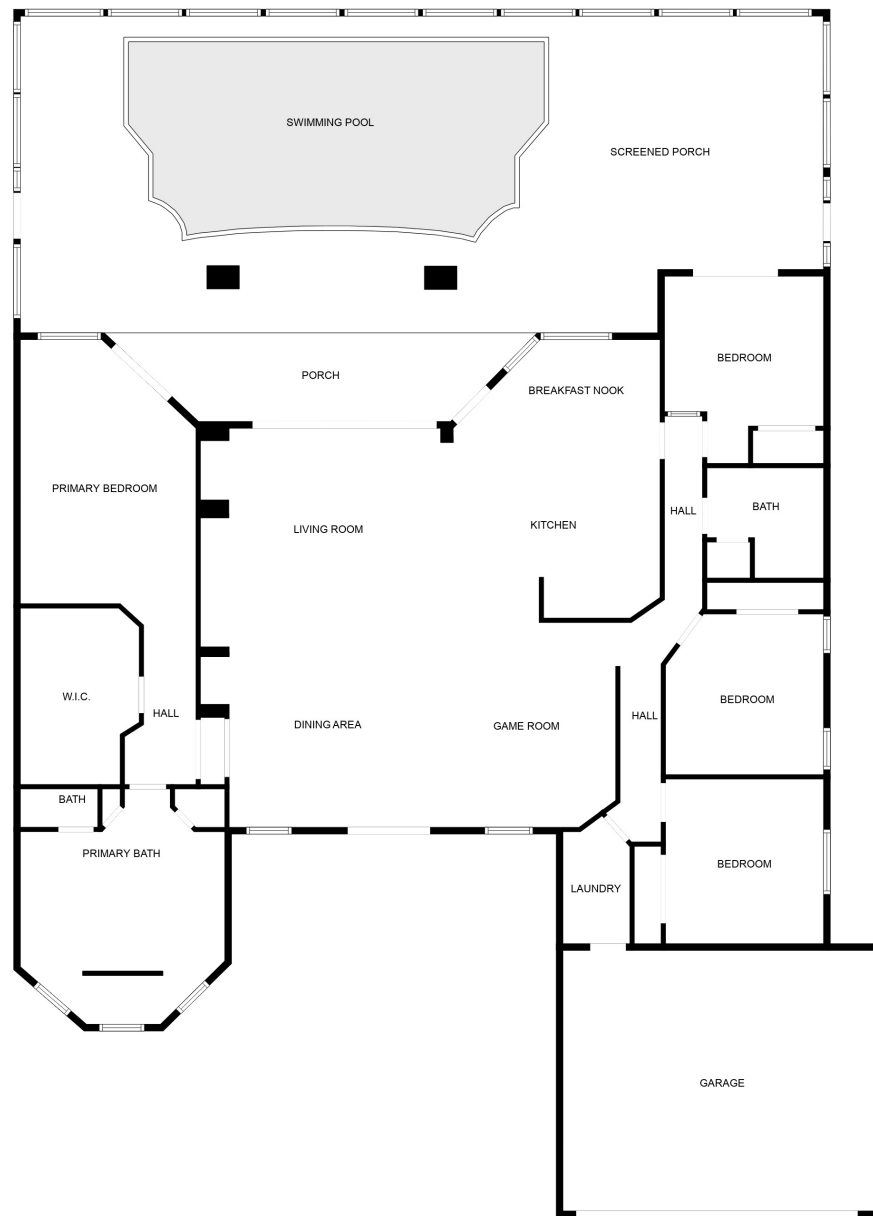 SWIMMING POOL
SCREENED PORCH
BEDROOM
PORCH
BREAKFAST NOOK
PRIMARY BEDROOM
LIVING ROOM
KITCHEN
HALL
BATH
W.I.C.
HALL
DINING AREA
GAME ROOM
HALL
BEDROOM
BATH
PRIMARY BATH
LAUNDRY
BEDROOM
GARAGE